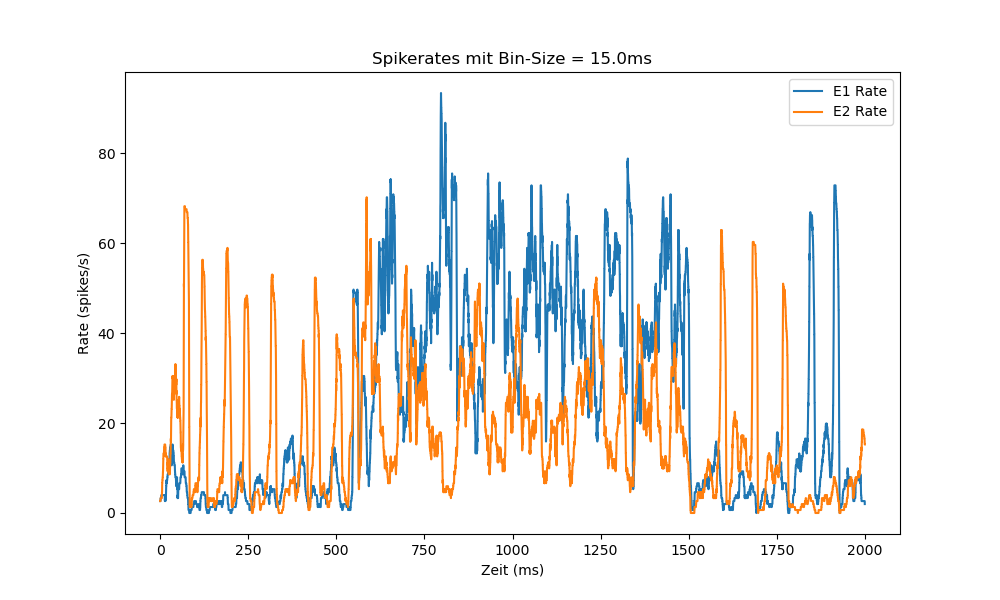 Spikerates mit Bin-Size = 15.0ms
E1 Rate
E2 Rate
Rate (spikes/s)
80
60
40
20
0
0 250 500 750 1000 1250 1500 1750 2000
Zeit (ms)